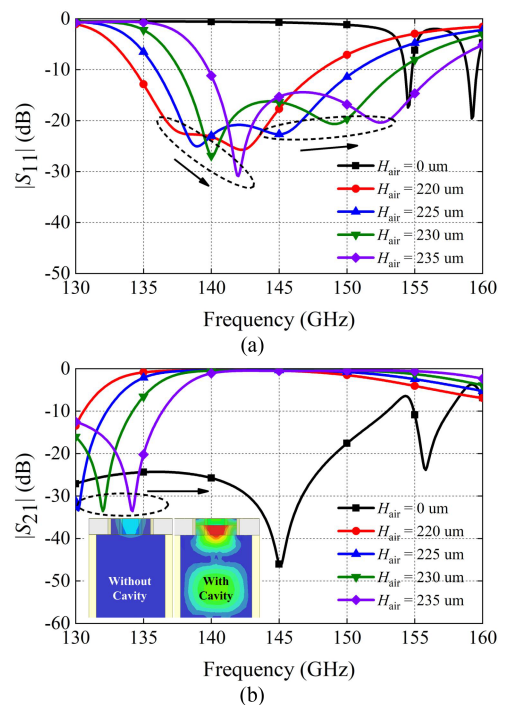 (a)
0
-10
-20
-30
-40
-50
|S11| (dB)
Hair = 0 um
Hair = 220 um
Hair = 225 um
Hair = 230 um
Hair = 235 um
130 135 140 145 150 155 160
Frequency (GHz)
(a)
0
-10
-20
-30
-40
-50
-60
|S21| (dB)
Without Cavity
With Cavity
Hair = 0 um
Hair = 220 um
Hair = 225 um
Hair = 230 um
Hair = 235 um
130 135 140 145 150 155 160
Frequency (GHz)
(b)